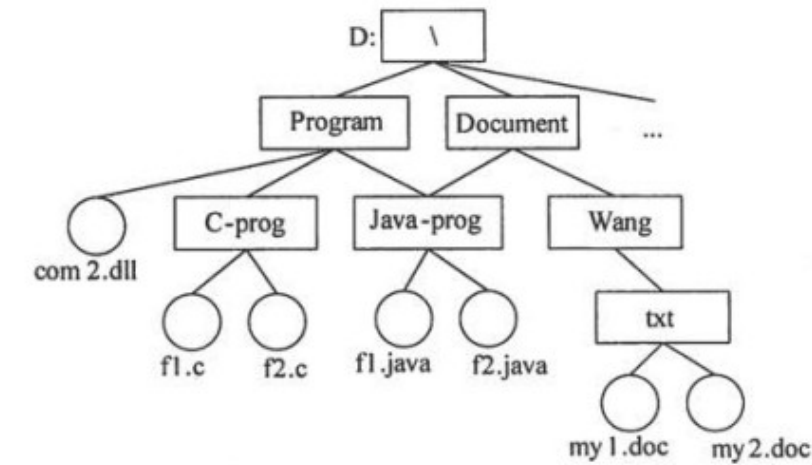 D: \
Program
Document
...
C-prog
Java-prog
Wang
com 2.dll
txt
f1.c
f2.c
f1.java
f2.java
my 1.doc
my 2.doc